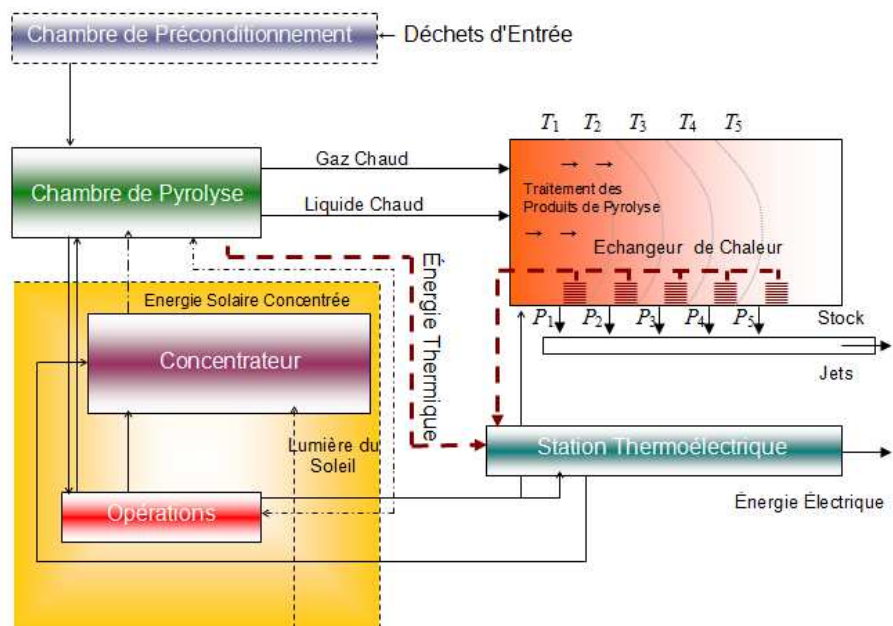 Chambre de Préconditionnement
← Déchets d'Entrée
T1 T2 T3 T4 T5
Gaz Chaud
Chambre de Pyrolyse
Traitement des
Produits de Pyrolyse
Liquide Chaud
Echangeur de Chaleur
Énergie Thermique
Energie Solaire Concentrée
P1 P2 P3 P4 P5
Stock
Concentrateur
Jets
Lumière du
Soleil
Station Thermoélectrique
Opérations
Énergie Électrique